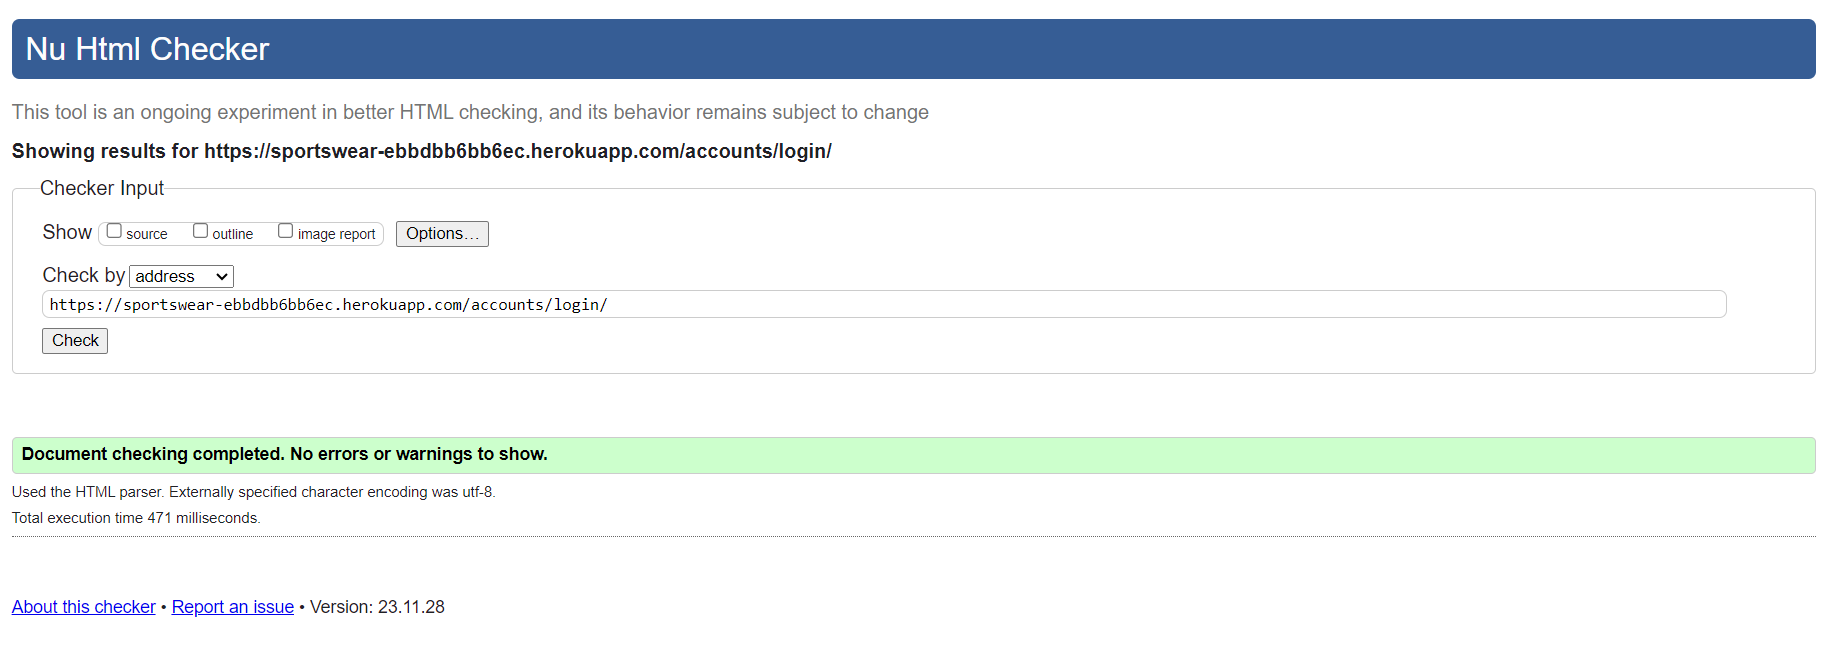 Nu Html Checker
This tool is an ongoing experiment in better HTML checking, and its behavior remains subject to change
Showing results for https://sportswear-ebbdbb6bb6ec.herokuapp.com/accounts/login/
Checker Input
Show source outline image report Options...
Check by address
https://sportswear-ebbdbb6bb6ec.herokuapp.com/accounts/login/
Check
Document checking completed. No errors or warnings to show.
Used the HTML parser. Externally specified character encoding was utf-8.
Total execution time 471 milliseconds.
About this checker • Report an issue • Version: 23.11.28